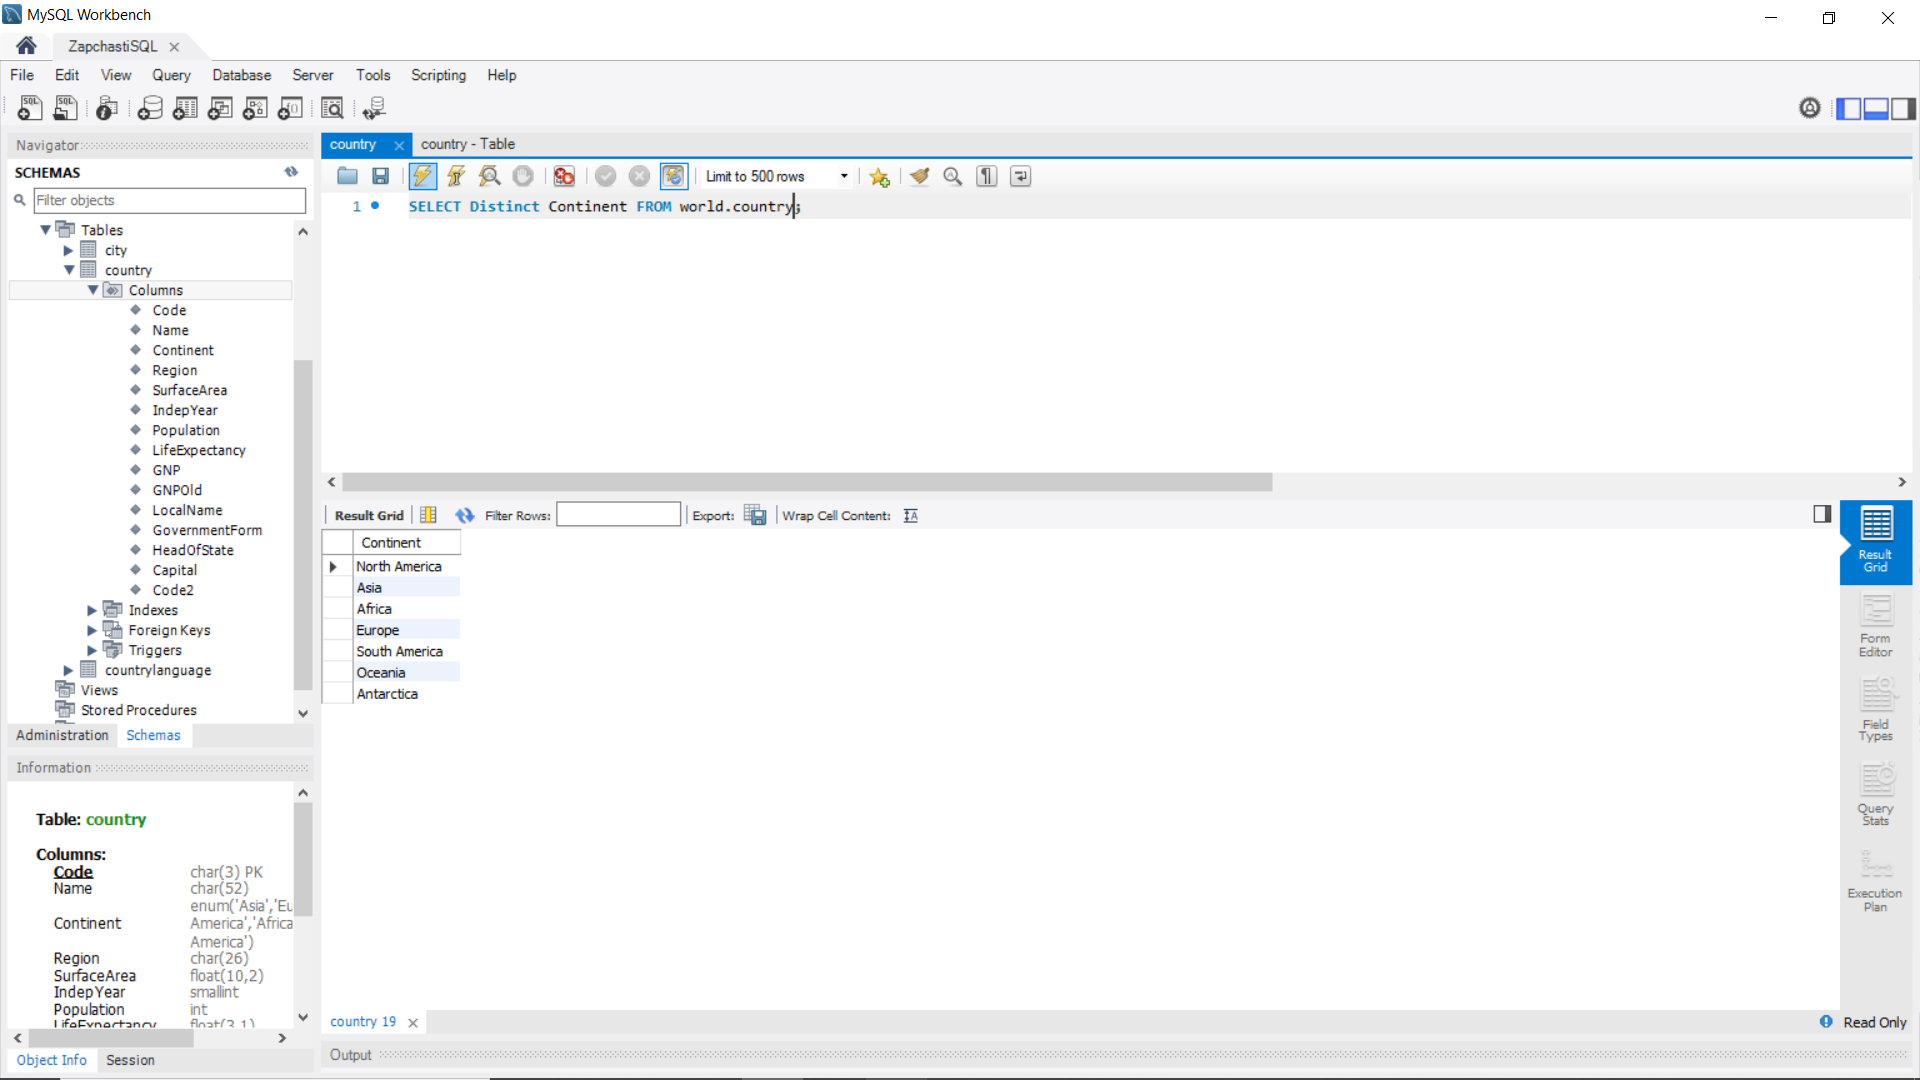 MySQL Workbench
ZapchastiSQL
File Edit View Query Database Server Tools Scripting Help
Navigator
SCHEMAS
Filter objects
Tables
city
country
Columns
Code
Name
Continent
Region
SurfaceArea
IndepYear
Population
LifeExpectancy
GNP
GNPOld
LocalName
GovernmentForm
HeadOfState
Capital
Code2
Indexes
Foreign Keys
Triggers
countrylanguage
Views
Stored Procedures
Administration Schemas
Information
Table: country
Columns:
Code char(3) PK
Name char(52)
enum('Asia','Eu
Continent America','Africa
America')
Region char(26)
SurfaceArea float(10,2)
IndepYear smallint
Population int
LifeExpectancy float(3,1)
Object Info Session
country country - Table
Limit to 500 rows
1 SELECT Distinct Continent FROM world.country;
Result Grid Filter Rows: Export: Wrap Cell Content:
Continent
North America
Asia
Africa
Europe
South America
Oceania
Antarctica
Result
Grid
Form
Editor
Field
Types
Query
Stats
Execution
Plan
country 19
Read Only
Output